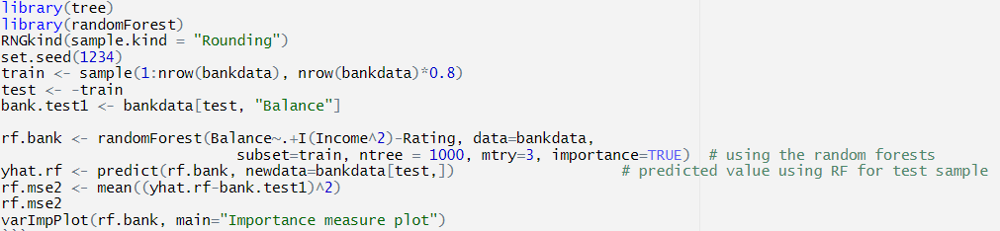 library(tree)
library(randomForest)
RNGkind(sample.kind = "Rounding")
set.seed(1234)
train <- sample(1:nrow(bankdata), nrow(bankdata)*0.8)
test <- -train
bank.test1 <- bankdata[test, "Balance"]

rf.bank <- randomForest(Balance~.+I(Income^2)-Rating, data=bankdata,
                        subset=train, ntree = 1000, mtry=3, importance=TRUE)  # using the random forests
yhat.rf <- predict(rf.bank, newdata=bankdata[test,])                  # predicted value using RF for test sample
rf.mse2 <- mean((yhat.rf-bank.test1)^2)
rf.mse2
varImpPlot(rf.bank, main="Importance measure plot")